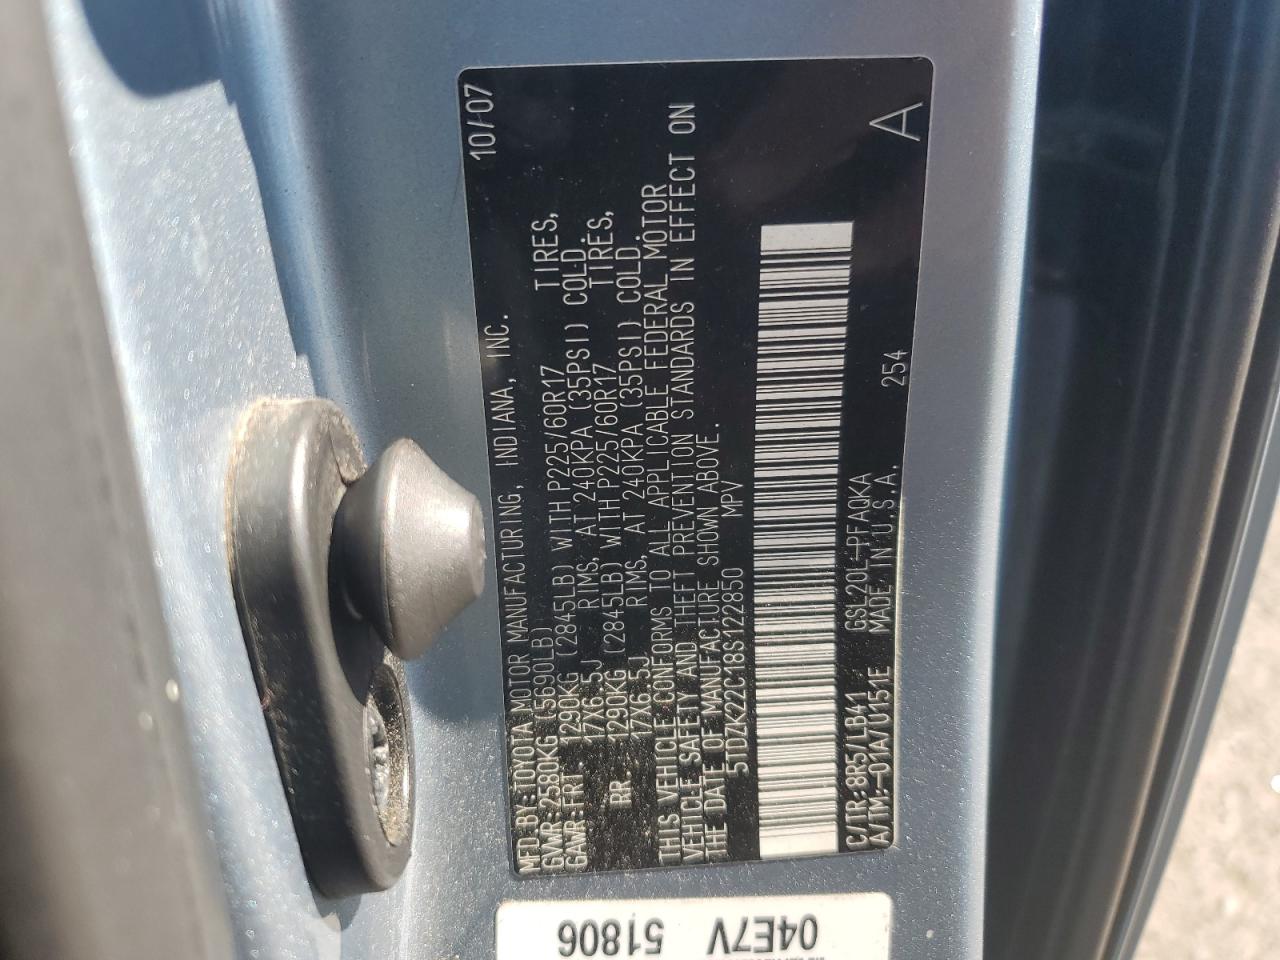 MFD BY: TOYOTA MOTOR MANUFACTURING, INDIANA, INC. 10/07
GVWR: 2580KG (5690LB)
GAWR: FRT. 1290KG (2845LB) WITH P225/60R17 TIRES,
17X6.5J RIMS, AT 240KPA (35PSI) COLD.
RR. 1290KG (2845LB) WITH P225/60R17 TIRES,
17X6.5J RIMS, AT 240KPA (35PSI) COLD.
THIS VEHICLE CONFORMS TO ALL APPLICABLE FEDERAL MOTOR
VEHICLE SAFETY AND THEFT PREVENTION STANDARDS IN EFFECT ON
THE DATE OF MANUFACTURE SHOWN ABOVE.
5TDZK22C18S122850 MPV
C/TR: 8R5/LB41 GSL20L-PFAQKA 254
A/TM: -01A/U151E MADE IN U.S.A. A
04E7V 51806